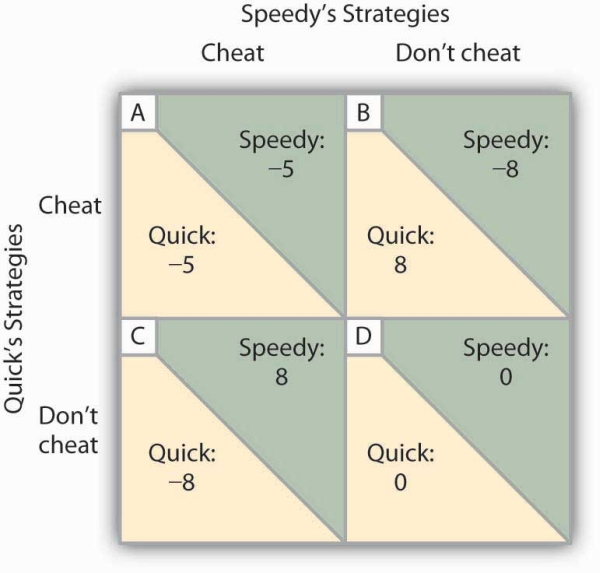 Speedy's Strategies
Cheat Don't cheat
A B
Speedy: Speedy:
−5 −8
Cheat
Quick: Quick:
−5 8
Quick's Strategies
C D
Speedy: Speedy:
8 0
Don't
cheat
Quick: Quick:
−8 0